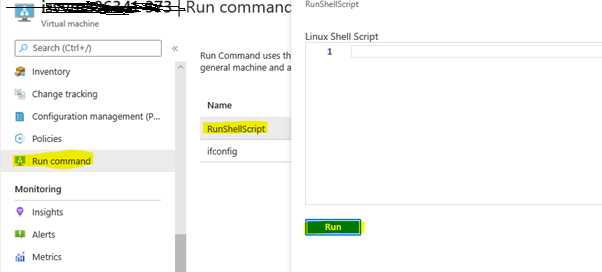 | Run command
Virtual machine
Search (Ctrl+/)
«
Inventory
Change tracking
Configuration management (P...
Policies
Run command
Monitoring
Insights
Alerts
Metrics
Run Command uses th
general machine and a
Name
RunShellScript
ifconfig
RunShellScript
Linux Shell Script
1
Run